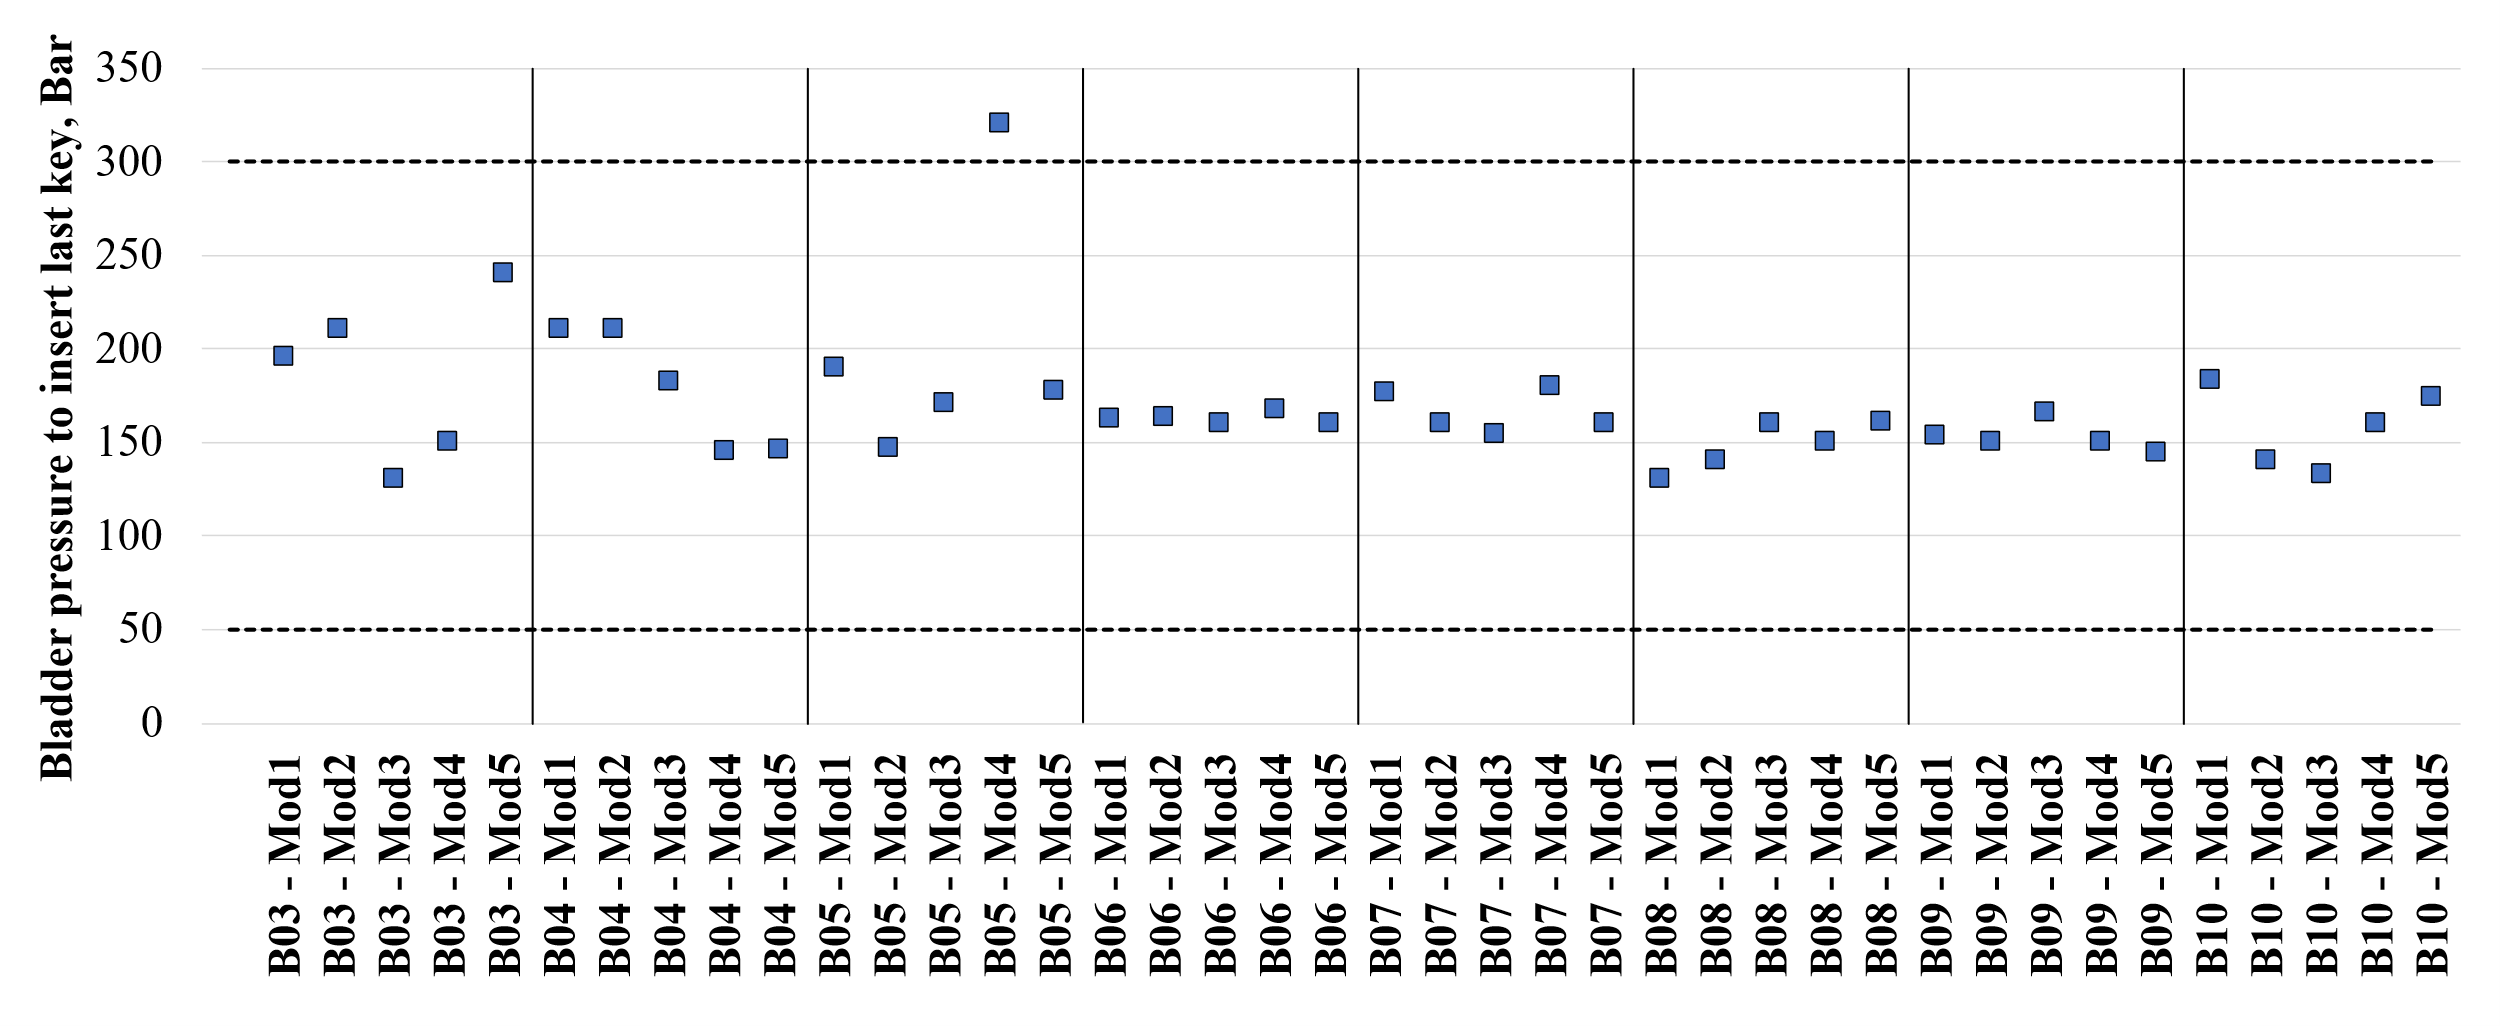 Bladder pressure to insert last key, Bar
350
300
250
200
150
100
50
0
B03 - Mod1
B03 - Mod2
B03 - Mod3
B03 - Mod4
B03 - Mod5
B04 - Mod1
B04 - Mod2
B04 - Mod3
B04 - Mod4
B04 - Mod5
B05 - Mod1
B05 - Mod2
B05 - Mod3
B05 - Mod4
B05 - Mod5
B06 - Mod1
B06 - Mod2
B06 - Mod3
B06 - Mod4
B06 - Mod5
B07 - Mod1
B07 - Mod2
B07 - Mod3
B07 - Mod4
B07 - Mod5
B08 - Mod1
B08 - Mod2
B08 - Mod3
B08 - Mod4
B08 - Mod5
B09 - Mod1
B09 - Mod2
B09 - Mod3
B09 - Mod4
B09 - Mod5
B10 - Mod1
B10 - Mod2
B10 - Mod3
B10 - Mod4
B10 - Mod5